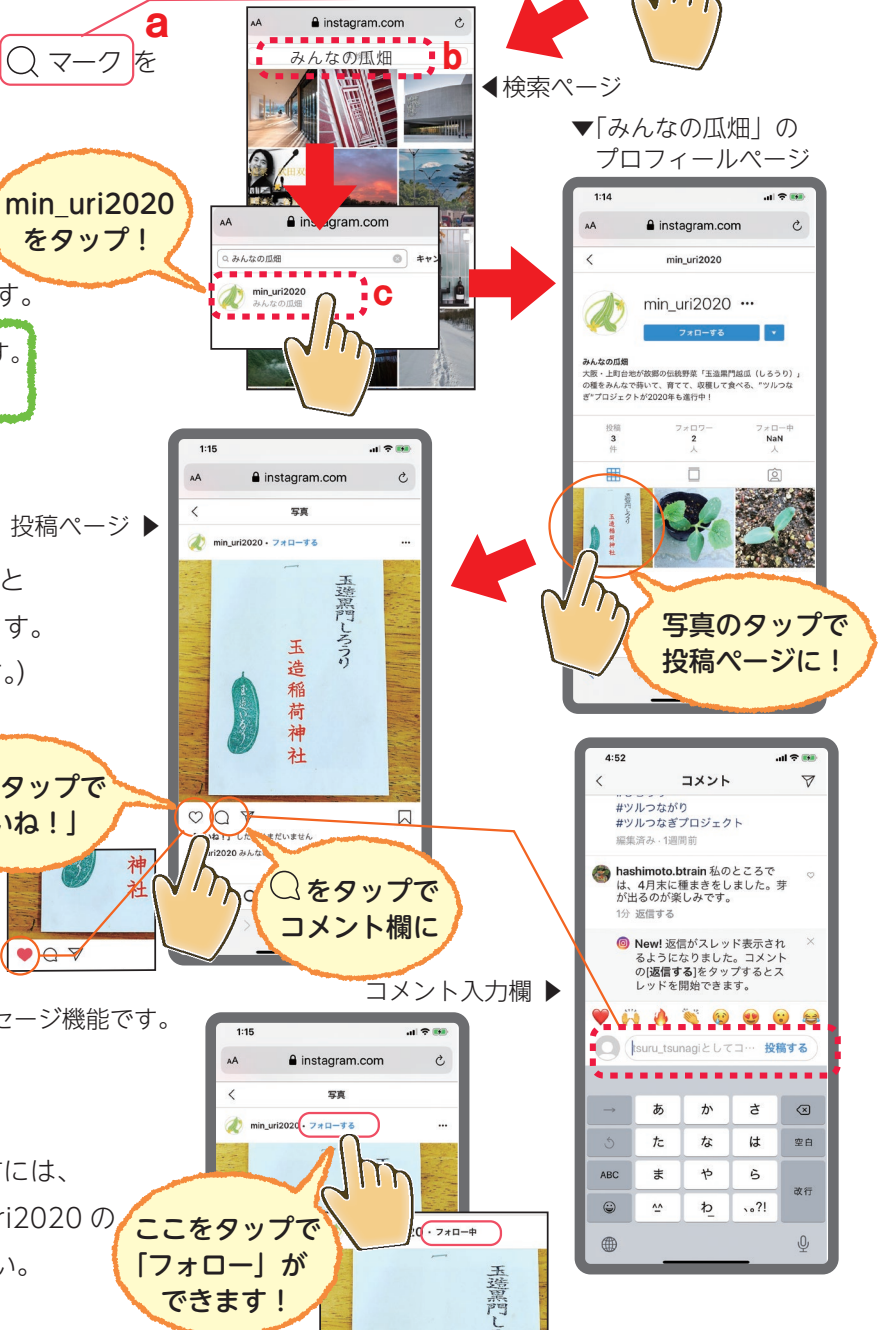 a
マークを
instagram.com
みんなの瓜畑
b
◀検索ページ
▼「みんなの瓜畑」の
プロフィールページ
min_uri2020
をタップ！
instagram.com
みんなの瓜畑
キャン
min_uri2020
みんなの瓜畑
c
す。
す。
1:14
AA
instagram.com
min_uri2020
min_uri2020 •••
フォローする
みんなの瓜畑
大阪・上町台地が故郷の伝統野菜「玉造黒門越瓜（しろうり）」
の種をみんなで蒔いて、育てて、収穫して食べる、“ツルつな
ぎ”プロジェクトが2020年も進行中！
投稿
3
件
フォロワー
2
人
フォロー中
NaN
人
写真のタップで
投稿ページに！
投稿ページ ▶
1:15
AA
instagram.com
写真
min_uri2020・フォローする
玉造黒門しろうり
玉造稲荷神社
と
す。
。)
タップで
いね！」
神
社
をタップで
コメント欄に
セージ機能です。
コメント入力欄 ▶
4:52
コメント
#ツルつながり
#ツルつなぎプロジェクト
編集済み・1週間前
hashimoto.btrain 私のところで
は、4月末に種まきをしました。芽
が出るのが楽しみです。
1分 返信する
New! 返信がスレッド表示され
るようになりました。コメント
の[返信する]をタップするとス
レッドを開始できます。
tsuru_tsunagiとしてコ… 投稿する
→ あ か さ
た な は 空白
ABC ま や ら
^^ わ 、。?! 改行
1:15
AA
instagram.com
写真
min_uri2020・フォローする
には、
ri2020 の
い。
ここをタップで
「フォロー」が
できます！
・フォロー中
玉造黒門し